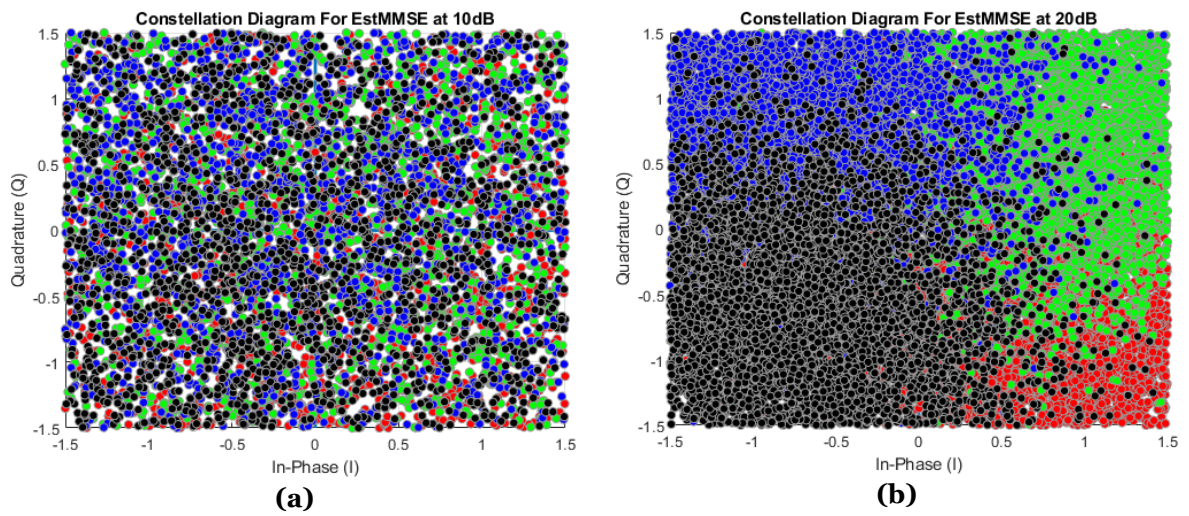 Constellation Diagram For EstMMSE at 10dB
1.5
1
0.5
0
-0.5
-1
-1.5
Quadrature (Q)
-1.5 -1 -0.5 0 0.5 1 1.5
In-Phase (I)
(a)
Constellation Diagram For EstMMSE at 20dB
1.5
1
0.5
0
-0.5
-1
-1.5
Quadrature (Q)
-1.5 -1 -0.5 0 0.5 1 1.5
In-Phase (I)
(b)